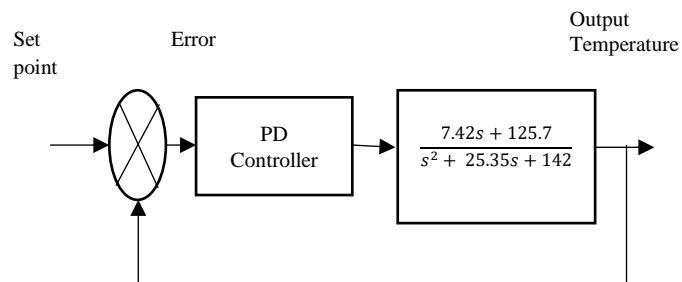 Set
point
Error
Output
Temperature
PD
Controller
7.42𝑠 + 125.7
𝑠² + 25.35𝑠 + 142